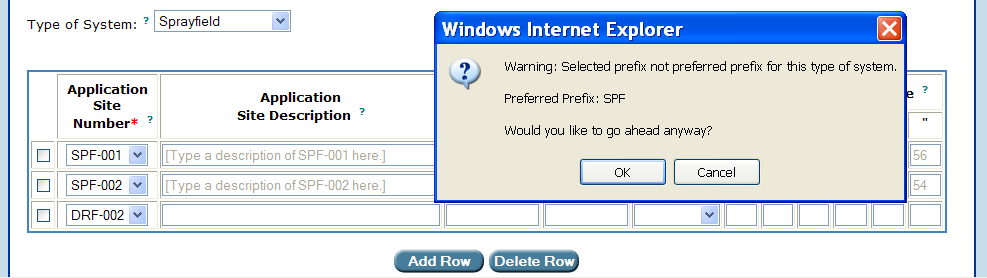 Type of System: ? Sprayfield
Windows Internet Explorer
Warning: Selected prefix not preferred prefix for this type of system.
Preferred Prefix: SPF
Would you like to go ahead anyway?
OK Cancel
Application Site Number* ?
Application Site Description ?
e ?
"
SPF-001 [Type a description of SPF-001 here.] 56
SPF-002 [Type a description of SPF-002 here.] 54
DRF-002
Add Row Delete Row